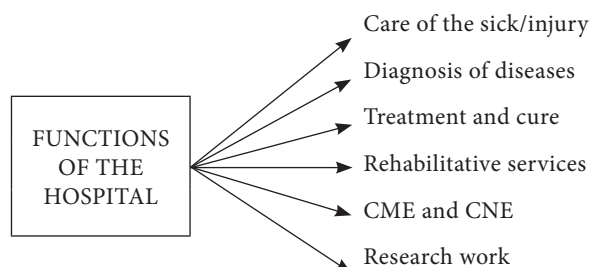 FUNCTIONS
OF THE
HOSPITAL
Care of the sick/injury
Diagnosis of diseases
Treatment and cure
Rehabilitative services
CME and CNE
Research work